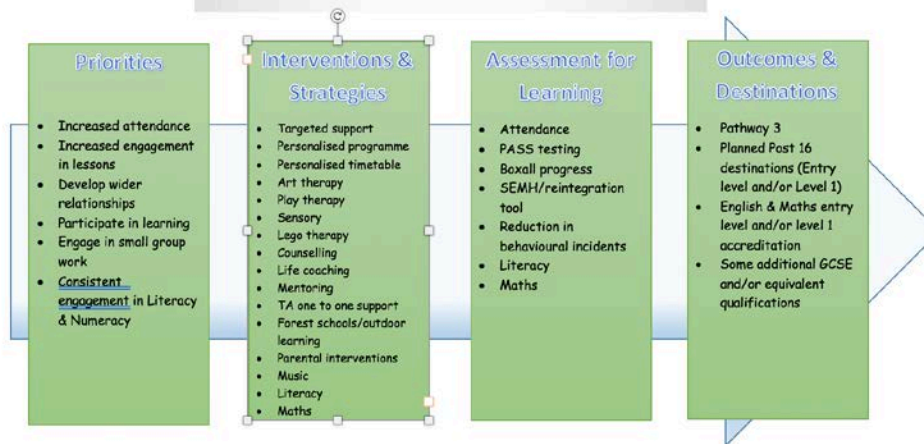 Priorities
• Increased attendance
• Increased engagement
in lessons
• Develop wider
relationships
• Participate in learning
• Engage in small group
work
• Consistent
engagement in Literacy
& Numeracy
Interventions &
Strategies
• Targeted support
• Personalised programme
• Personalised timetable
• Art therapy
• Play therapy
• Sensory
• Lego therapy
• Counselling
• Life coaching
• Mentoring
• TA one to one support
• Forest schools/outdoor
learning
• Parental interventions
• Music
• Literacy
• Maths
Assessment for
Learning
• Attendance
• PASS testing
• Boxall progress
• SEMH/reintegration
tool
• Reduction in
behavioural incidents
• Literacy
• Maths
Outcomes &
Destinations
• Pathway 3
• Planned Post 16
destinations (Entry
level and/or Level 1)
• English & Maths entry
level and/or level 1
accreditation
• Some additional GCSE
and/or equivalent
qualifications